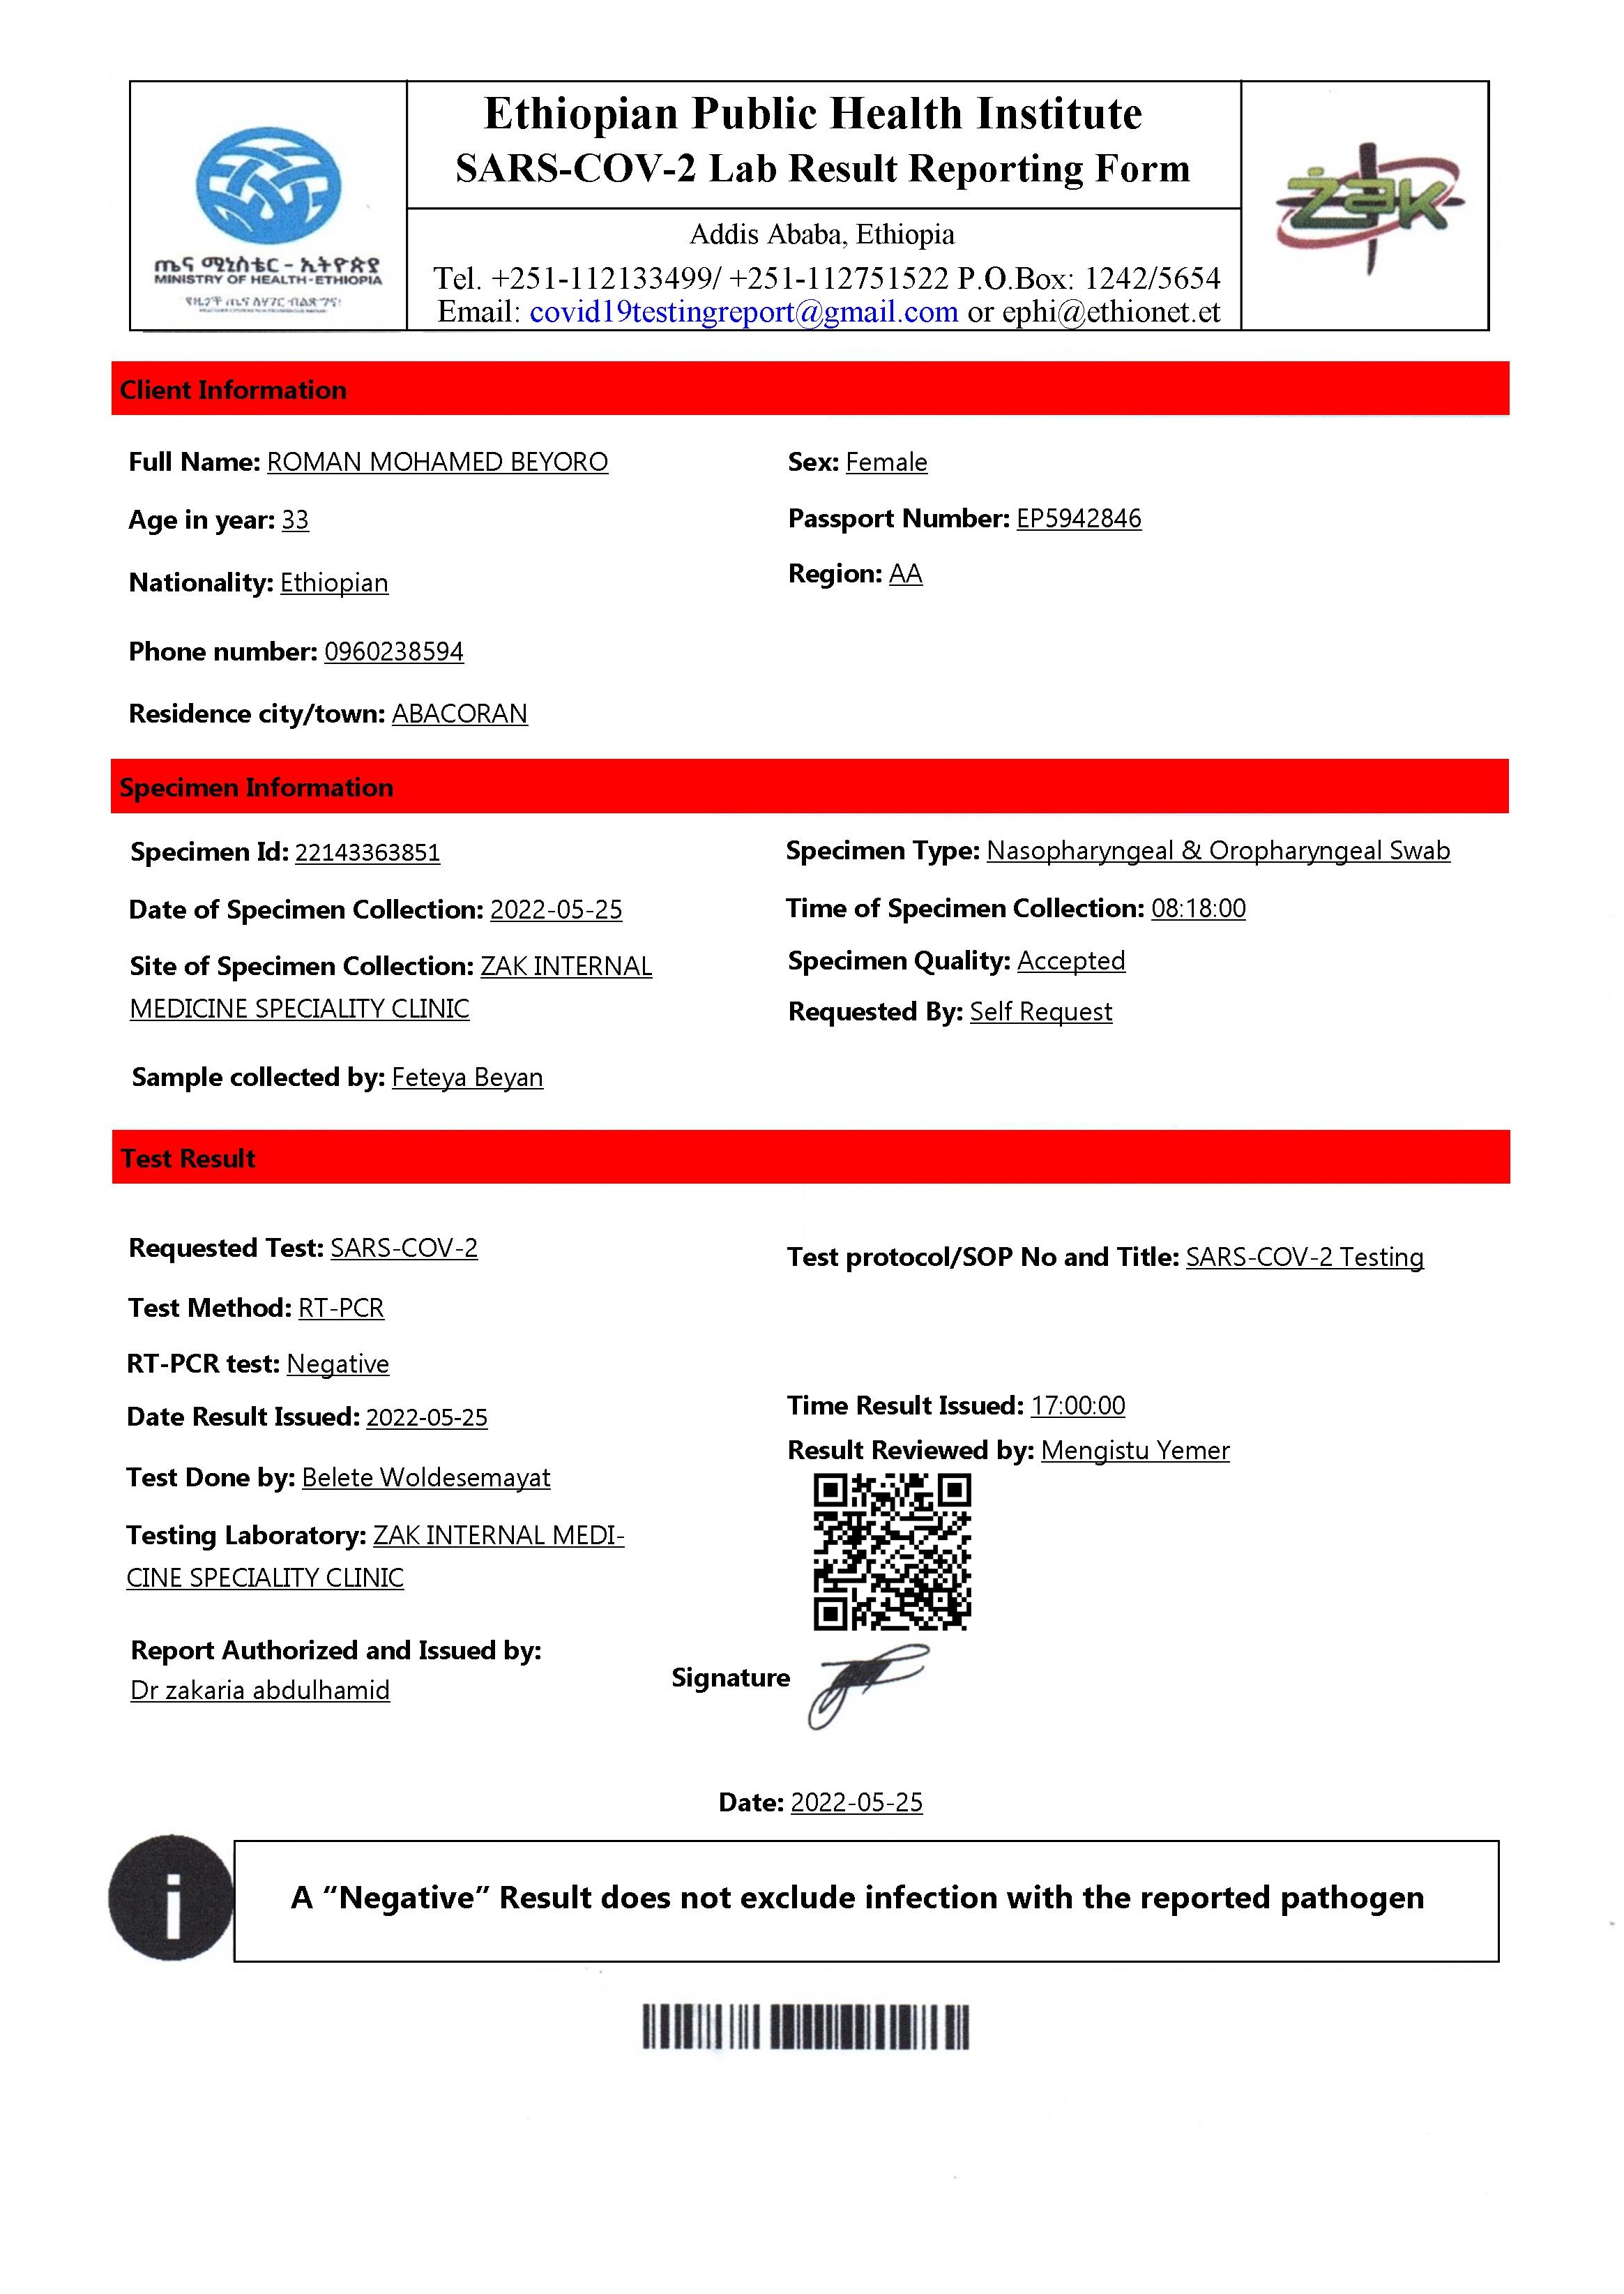 Ethiopian Public Health Institute
SARS-COV-2 Lab Result Reporting Form
Addis Ababa, Ethiopia
Tel. +251-112133499/ +251-112751522 P.O.Box: 1242/5654
Email: covid19testingreport@gmail.com or ephi@ethionet.et
ጤና ሚኒስቴር - ኢትዮጵያ
MINISTRY OF HEALTH-ETHIOPIA
የዜጎች ጤና ለሃገር ብልጽግና!
żak
Client Information
Full Name: ROMAN MOHAMED BEYORO
Sex: Female
Age in year: 33
Passport Number: EP5942846
Nationality: Ethiopian
Region: AA
Phone number: 0960238594
Residence city/town: ABACORAN
Specimen Information
Specimen Id: 22143363851
Specimen Type: Nasopharyngeal & Oropharyngeal Swab
Date of Specimen Collection: 2022-05-25
Time of Specimen Collection: 08:18:00
Site of Specimen Collection: ZAK INTERNAL
MEDICINE SPECIALITY CLINIC
Specimen Quality: Accepted
Requested By: Self Request
Sample collected by: Feteya Beyan
Test Result
Requested Test: SARS-COV-2
Test protocol/SOP No and Title: SARS-COV-2 Testing
Test Method: RT-PCR
RT-PCR test: Negative
Date Result Issued: 2022-05-25
Time Result Issued: 17:00:00
Result Reviewed by: Mengistu Yemer
Test Done by: Belete Woldesemayat
Testing Laboratory: ZAK INTERNAL MEDI-
CINE SPECIALITY CLINIC
Report Authorized and Issued by:
Dr zakaria abdulhamid
Signature
Date: 2022-05-25
i
A “Negative” Result does not exclude infection with the reported pathogen